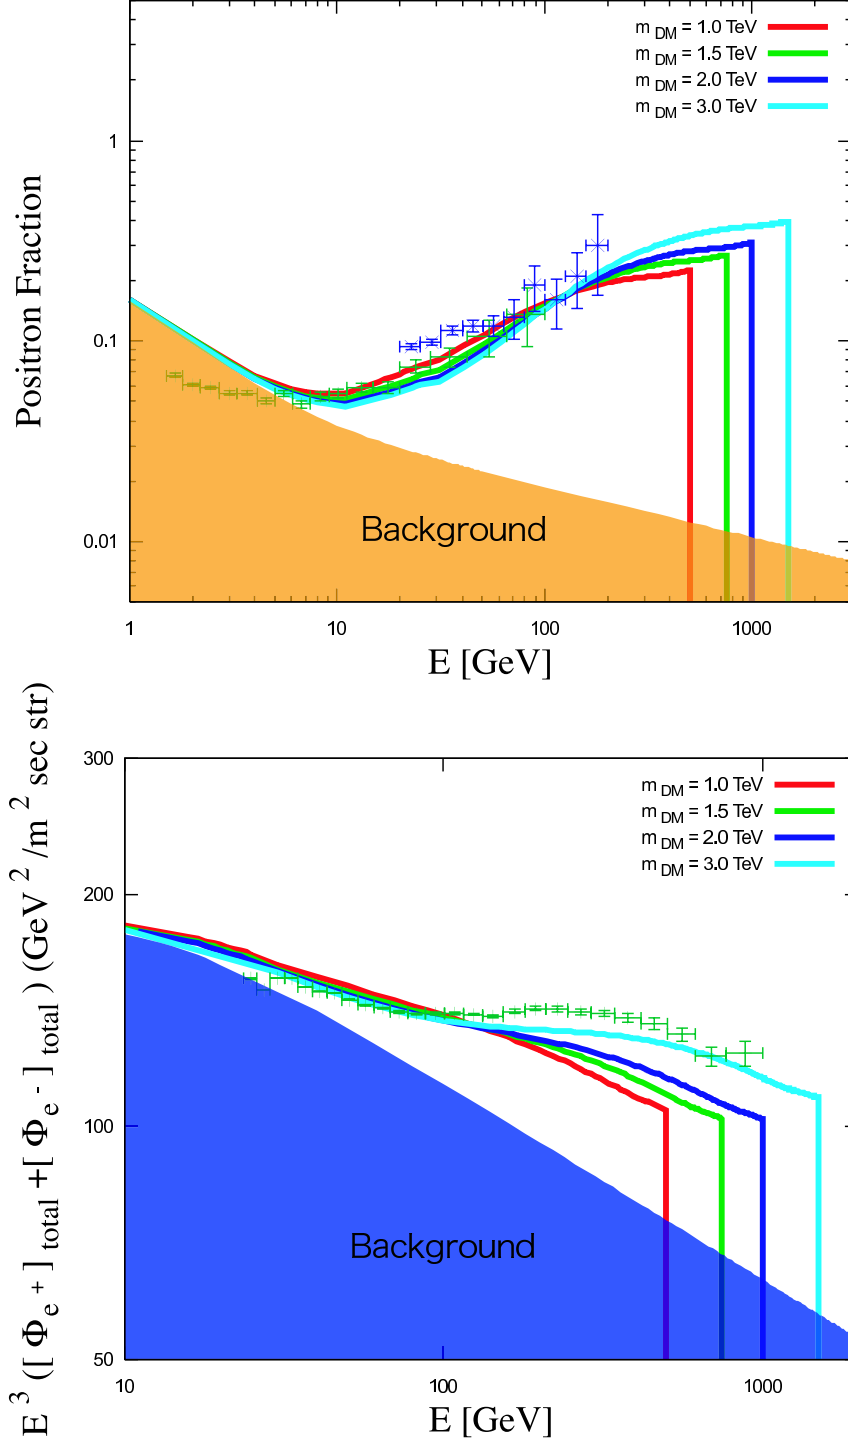 m DM = 1.0 TeV
m DM = 1.5 TeV
m DM = 2.0 TeV
m DM = 3.0 TeV
Positron Fraction
1
0.1
0.01
Background
1 10 100 1000
E [GeV]
E 3 ([ Φ e + ] total +[ Φ e - ] total ) (GeV 2 /m 2 sec str)
300
m DM = 1.0 TeV
m DM = 1.5 TeV
m DM = 2.0 TeV
m DM = 3.0 TeV
200
100
Background
50
10 100 1000
E [GeV]